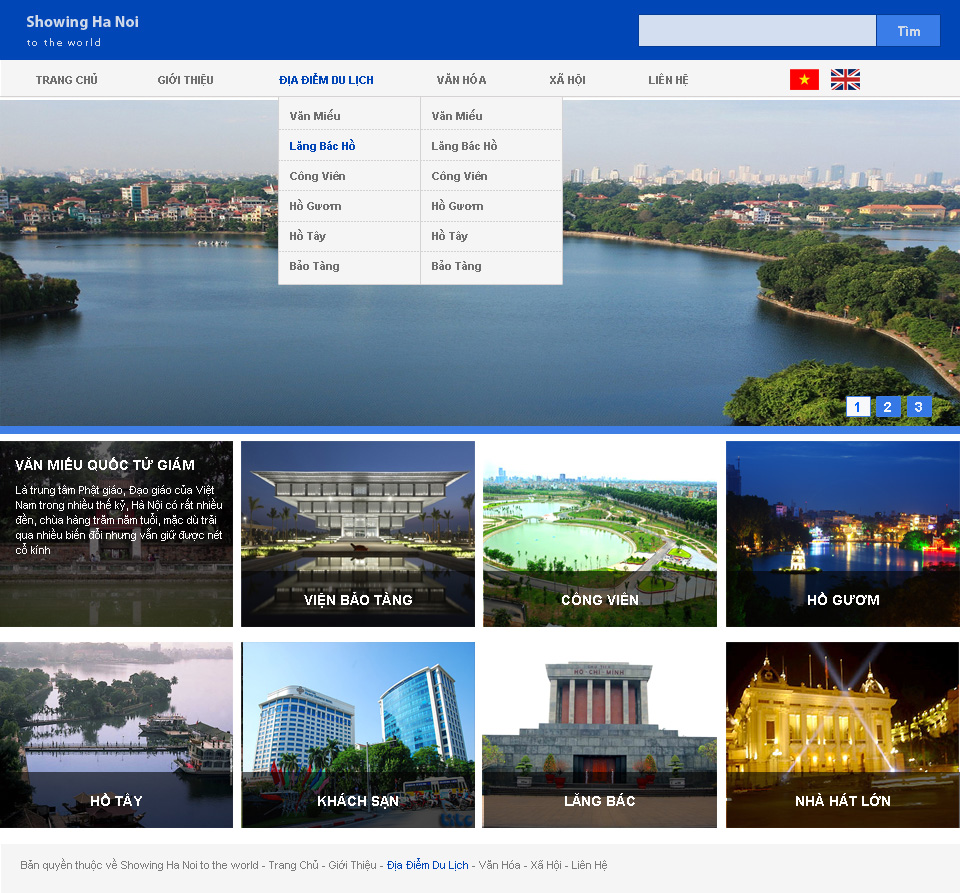 Showing Ha Noi
to the world
Tìm
TRANG CHỦ GIỚI THIỆU ĐỊA ĐIỂM DU LỊCH VĂN HÓA XÃ HỘI LIÊN HỆ
Văn Miếu Văn Miếu
Lăng Bác Hồ Lăng Bác Hồ
Công Viên Công Viên
Hồ Gươm Hồ Gươm
Hồ Tây Hồ Tây
Bảo Tàng Bảo Tàng
1 2 3
VĂN MIẾU QUỐC TỬ GIÁM
Là trung tâm Phật giáo, Đạo giáo của Việt
Nam trong nhiều thế kỷ, Hà Nội có rất nhiều
đền, chùa hàng trăm năm tuổi, mặc dù trải
qua nhiều biến đổi nhưng vẫn giữ được nét
cổ kính
VIỆN BẢO TÀNG
CÔNG VIÊN
HỒ GƯƠM
HỒ TÂY
KHÁCH SẠN
HO-CHI-MINH
LĂNG BÁC
NHÀ HÁT LỚN
Bản quyền thuộc về Showing Ha Noi to the world - Trang Chủ - Giới Thiệu - Địa Điểm Du Lịch - Văn Hóa - Xã Hội - Liên Hệ